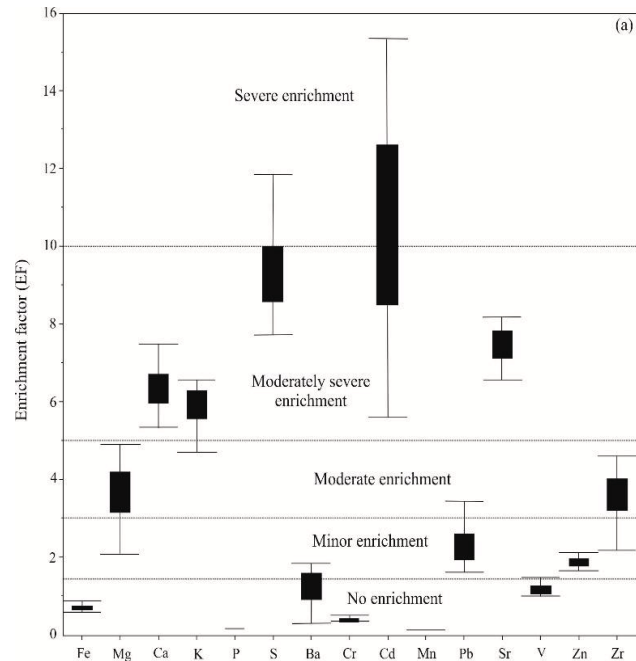 (a)
16
14
12
10
8
6
4
2
0
Enrichment factor (EF)
Severe enrichment
Moderately severe
enrichment
Moderate enrichment
Minor enrichment
No enrichment
Fe Mg Ca K P S Ba Cr Cd Mn Pb Sr V Zn Zr